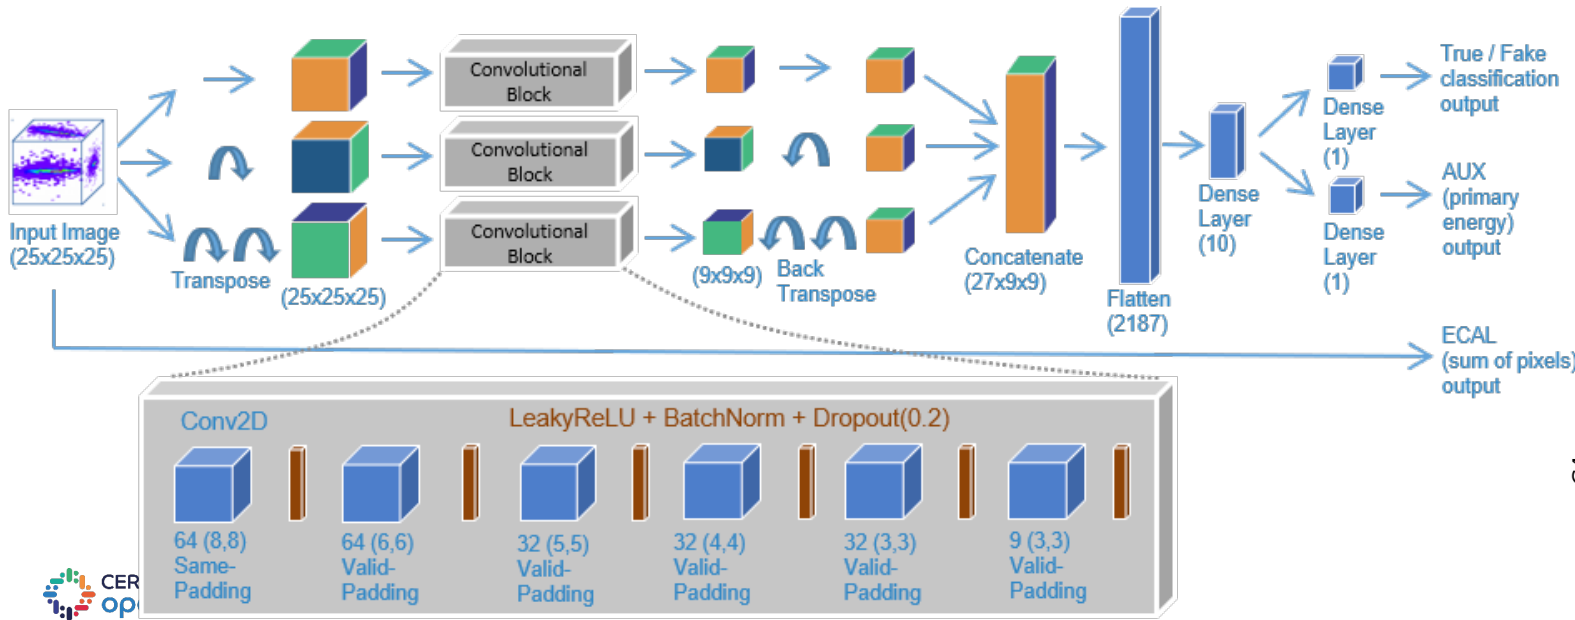 Input Image
(25x25x25)
Transpose
(25x25x25)
Convolutional
Block
Convolutional
Block
Convolutional
Block
(9x9x9)
Back
Transpose
Concatenate
(27x9x9)
Flatten
(2187)
Dense
Layer
(10)
Dense
Layer
(1)
Dense
Layer
(1)
True / Fake
classification
output
AUX
(primary
energy)
output
ECAL
(sum of pixels)
output
Conv2D
LeakyReLU + BatchNorm + Dropout(0.2)
64 (8,8)
Same-
Padding
64 (6,6)
Valid-
Padding
32 (5,5)
Valid-
Padding
32 (4,4)
Valid-
Padding
32 (3,3)
Valid-
Padding
9 (3,3)
Valid-
Padding
CER
ope